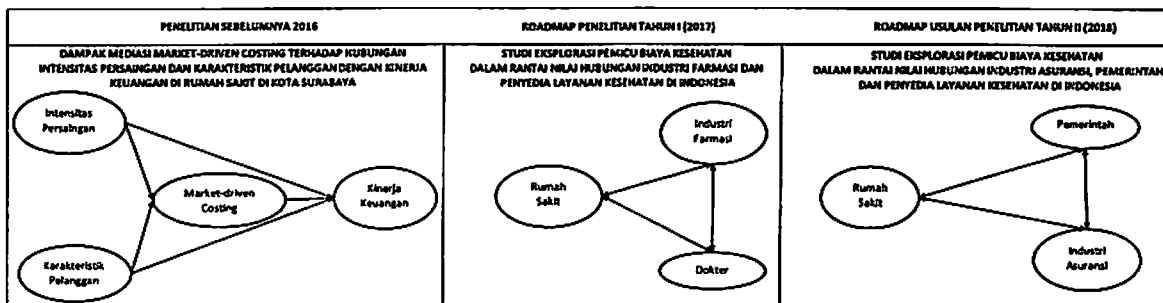 PENELITIAN SEBELUMNYA 2016
DAMPAK MEDIASI MARKET-DRIVEN COSTING TERHADAP HUBUNGAN
INTENSITAS PERSAINGAN DAN KARAKTERISTIK PELANGGAN DENGAN KINERJA
KEUANGAN DI RUMAH SAKIT DI KOTA SURABAYA
Intensitas
Persaingan
Market-driven
Costing
Kinerja
Keuangan
Karakteristik
Pelanggan
ROADMAP PENELITIAN TAHUN I (2017)
STUDI EKSPLORASI PEMICU BIAYA KESEHATAN
DALAM RANTAI NILAI HUBUNGAN INDUSTRI FARMASI DAN
PENYEDIA LAYANAN KESEHATAN DI INDONESIA
Industri
Farmasi
Rumah
Sakit
Dokter
ROADMAP USULAN PENELITIAN TAHUN II (2018)
STUDI EKSPLORASI PEMICU BIAYA KESEHATAN
DALAM RANTAI NILAI HUBUNGAN INDUSTRI ASURANSI, PEMERINTAH
DAN PENYEDIA LAYANAN KESEHATAN DI INDONESIA
Pemerintah
Rumah
Sakit
Industri
Asuransi